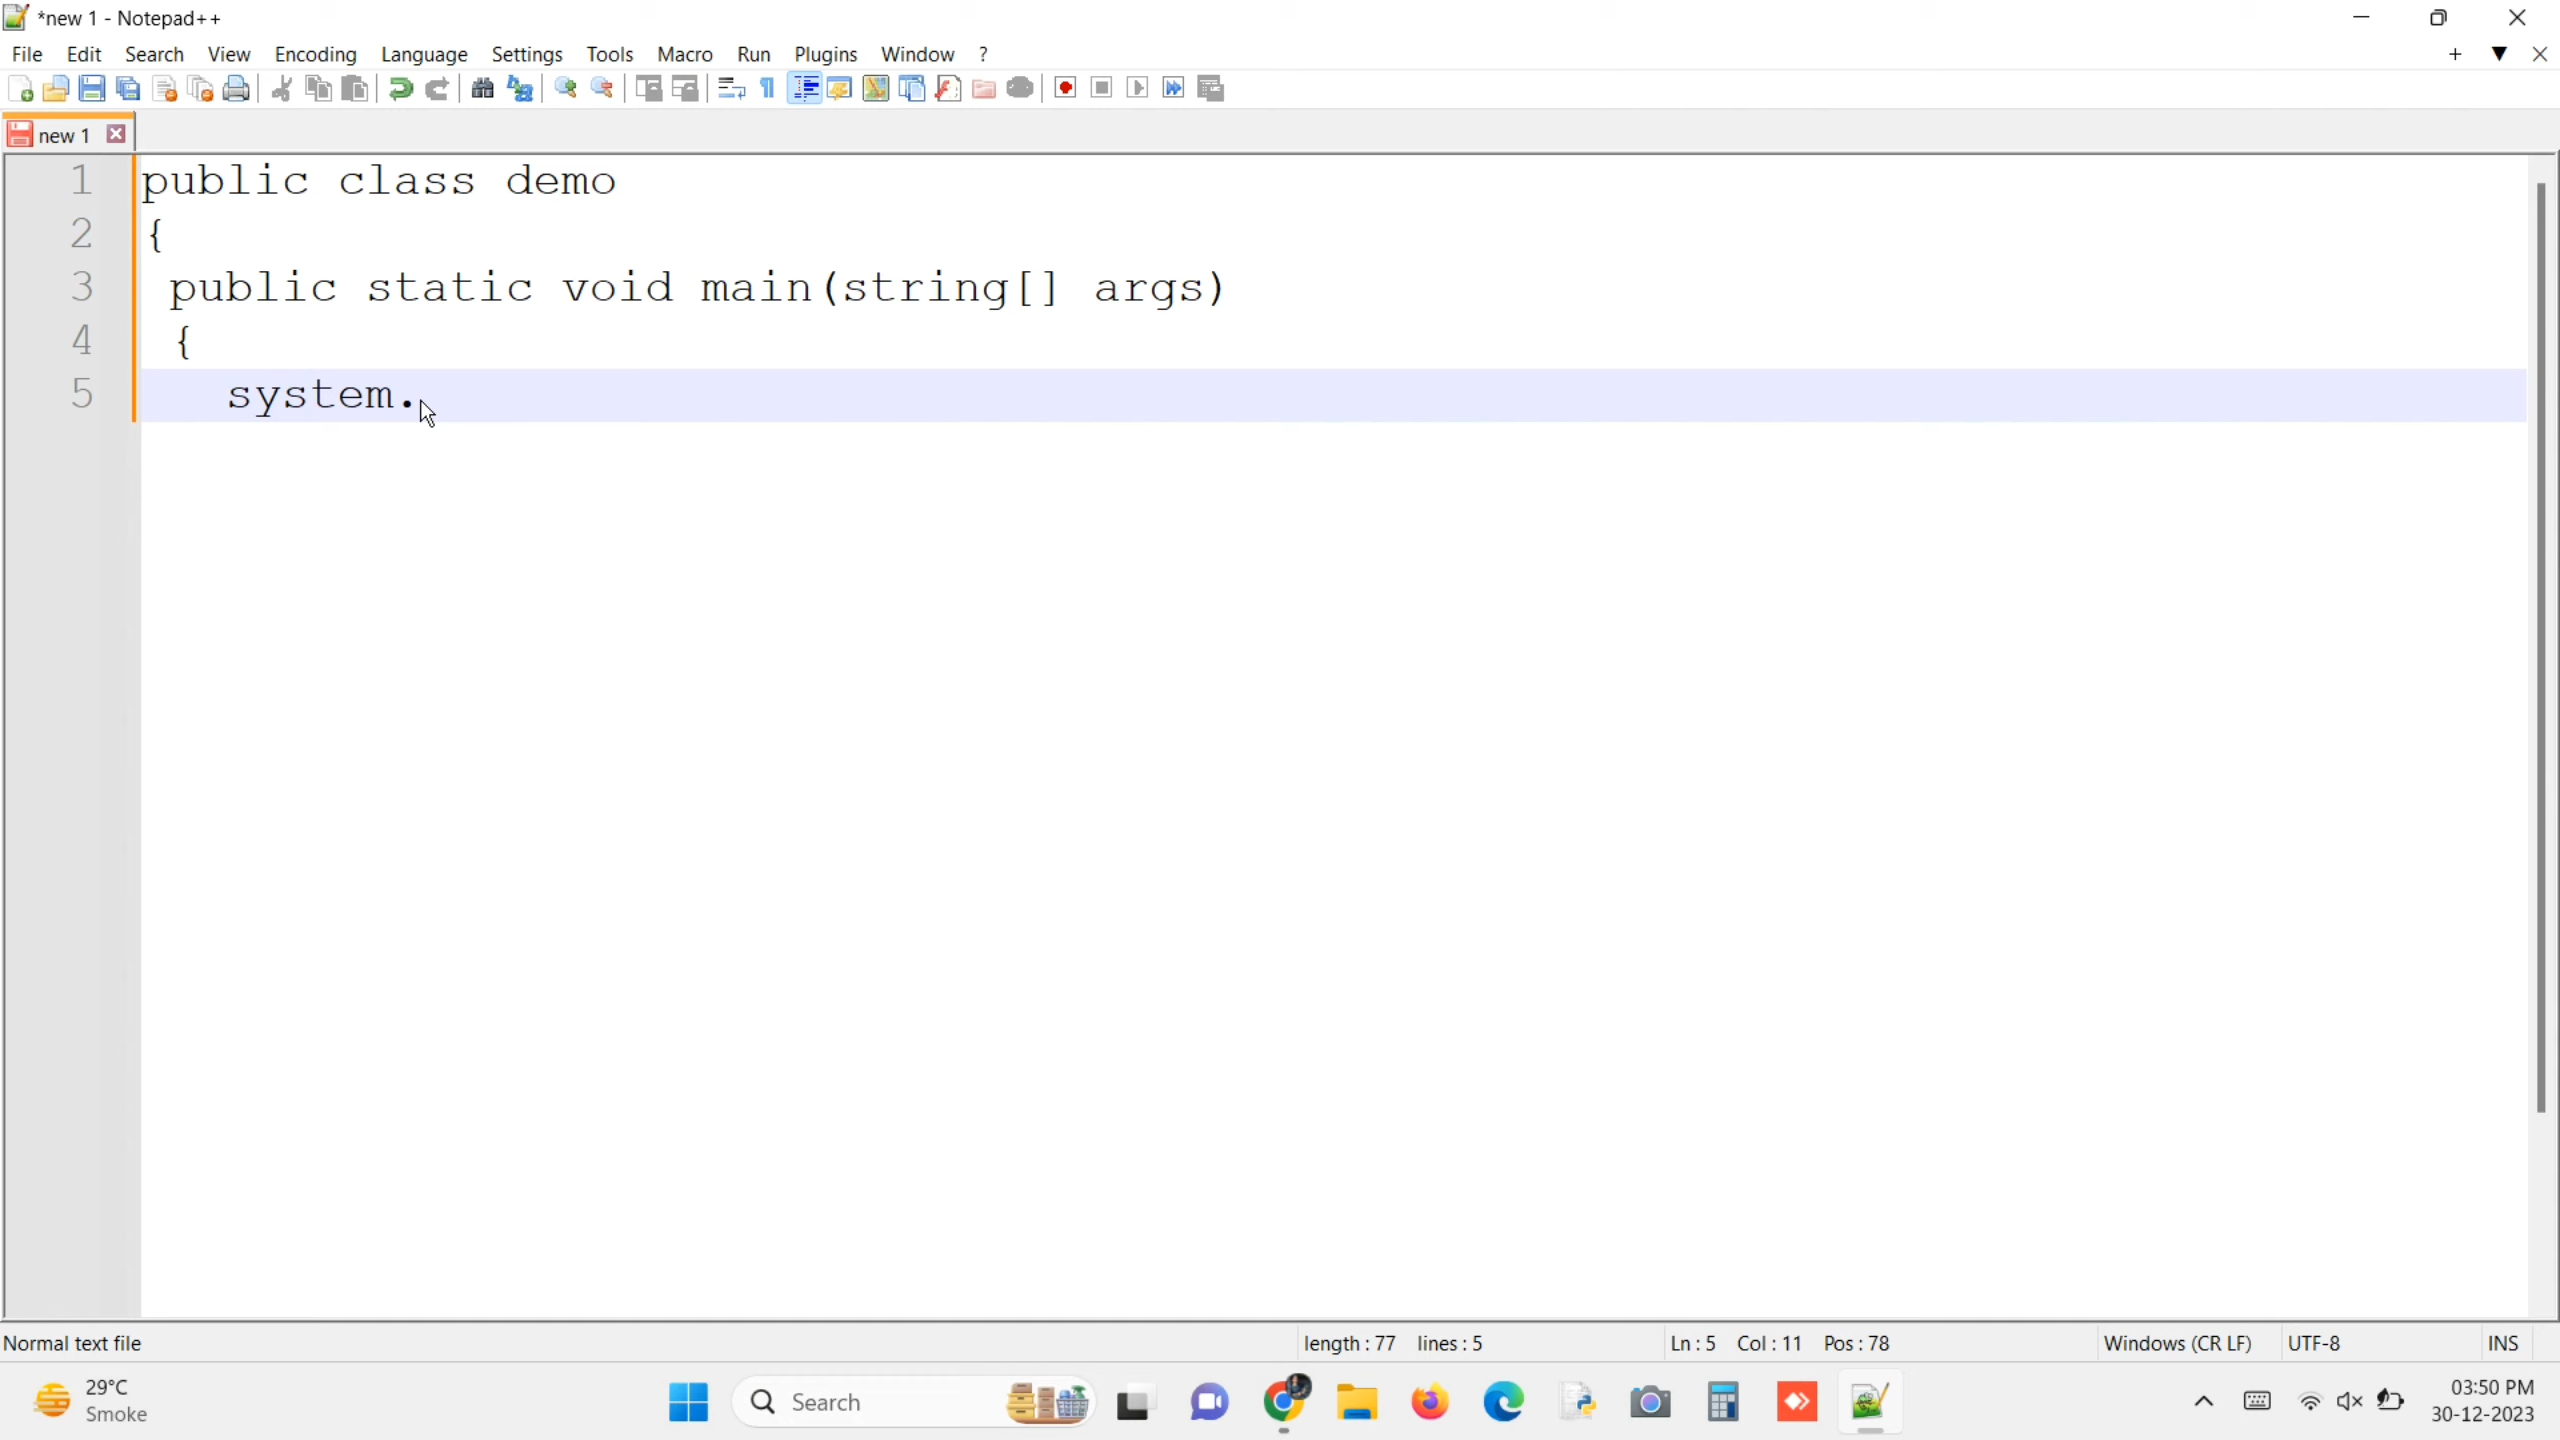 *new 1 - Notepad++
File Edit Search View Encoding Language Settings Tools Macro Run Plugins Window ?
new 1
1 public class demo
2 {
3  public static void main(string[] args)
4  {
5    system.
Normal text file length : 77 lines : 5 Ln : 5 Col : 11 Pos : 78 Windows (CR LF) UTF-8 INS
29°C
Smoke
Search
03:50 PM
30-12-2023